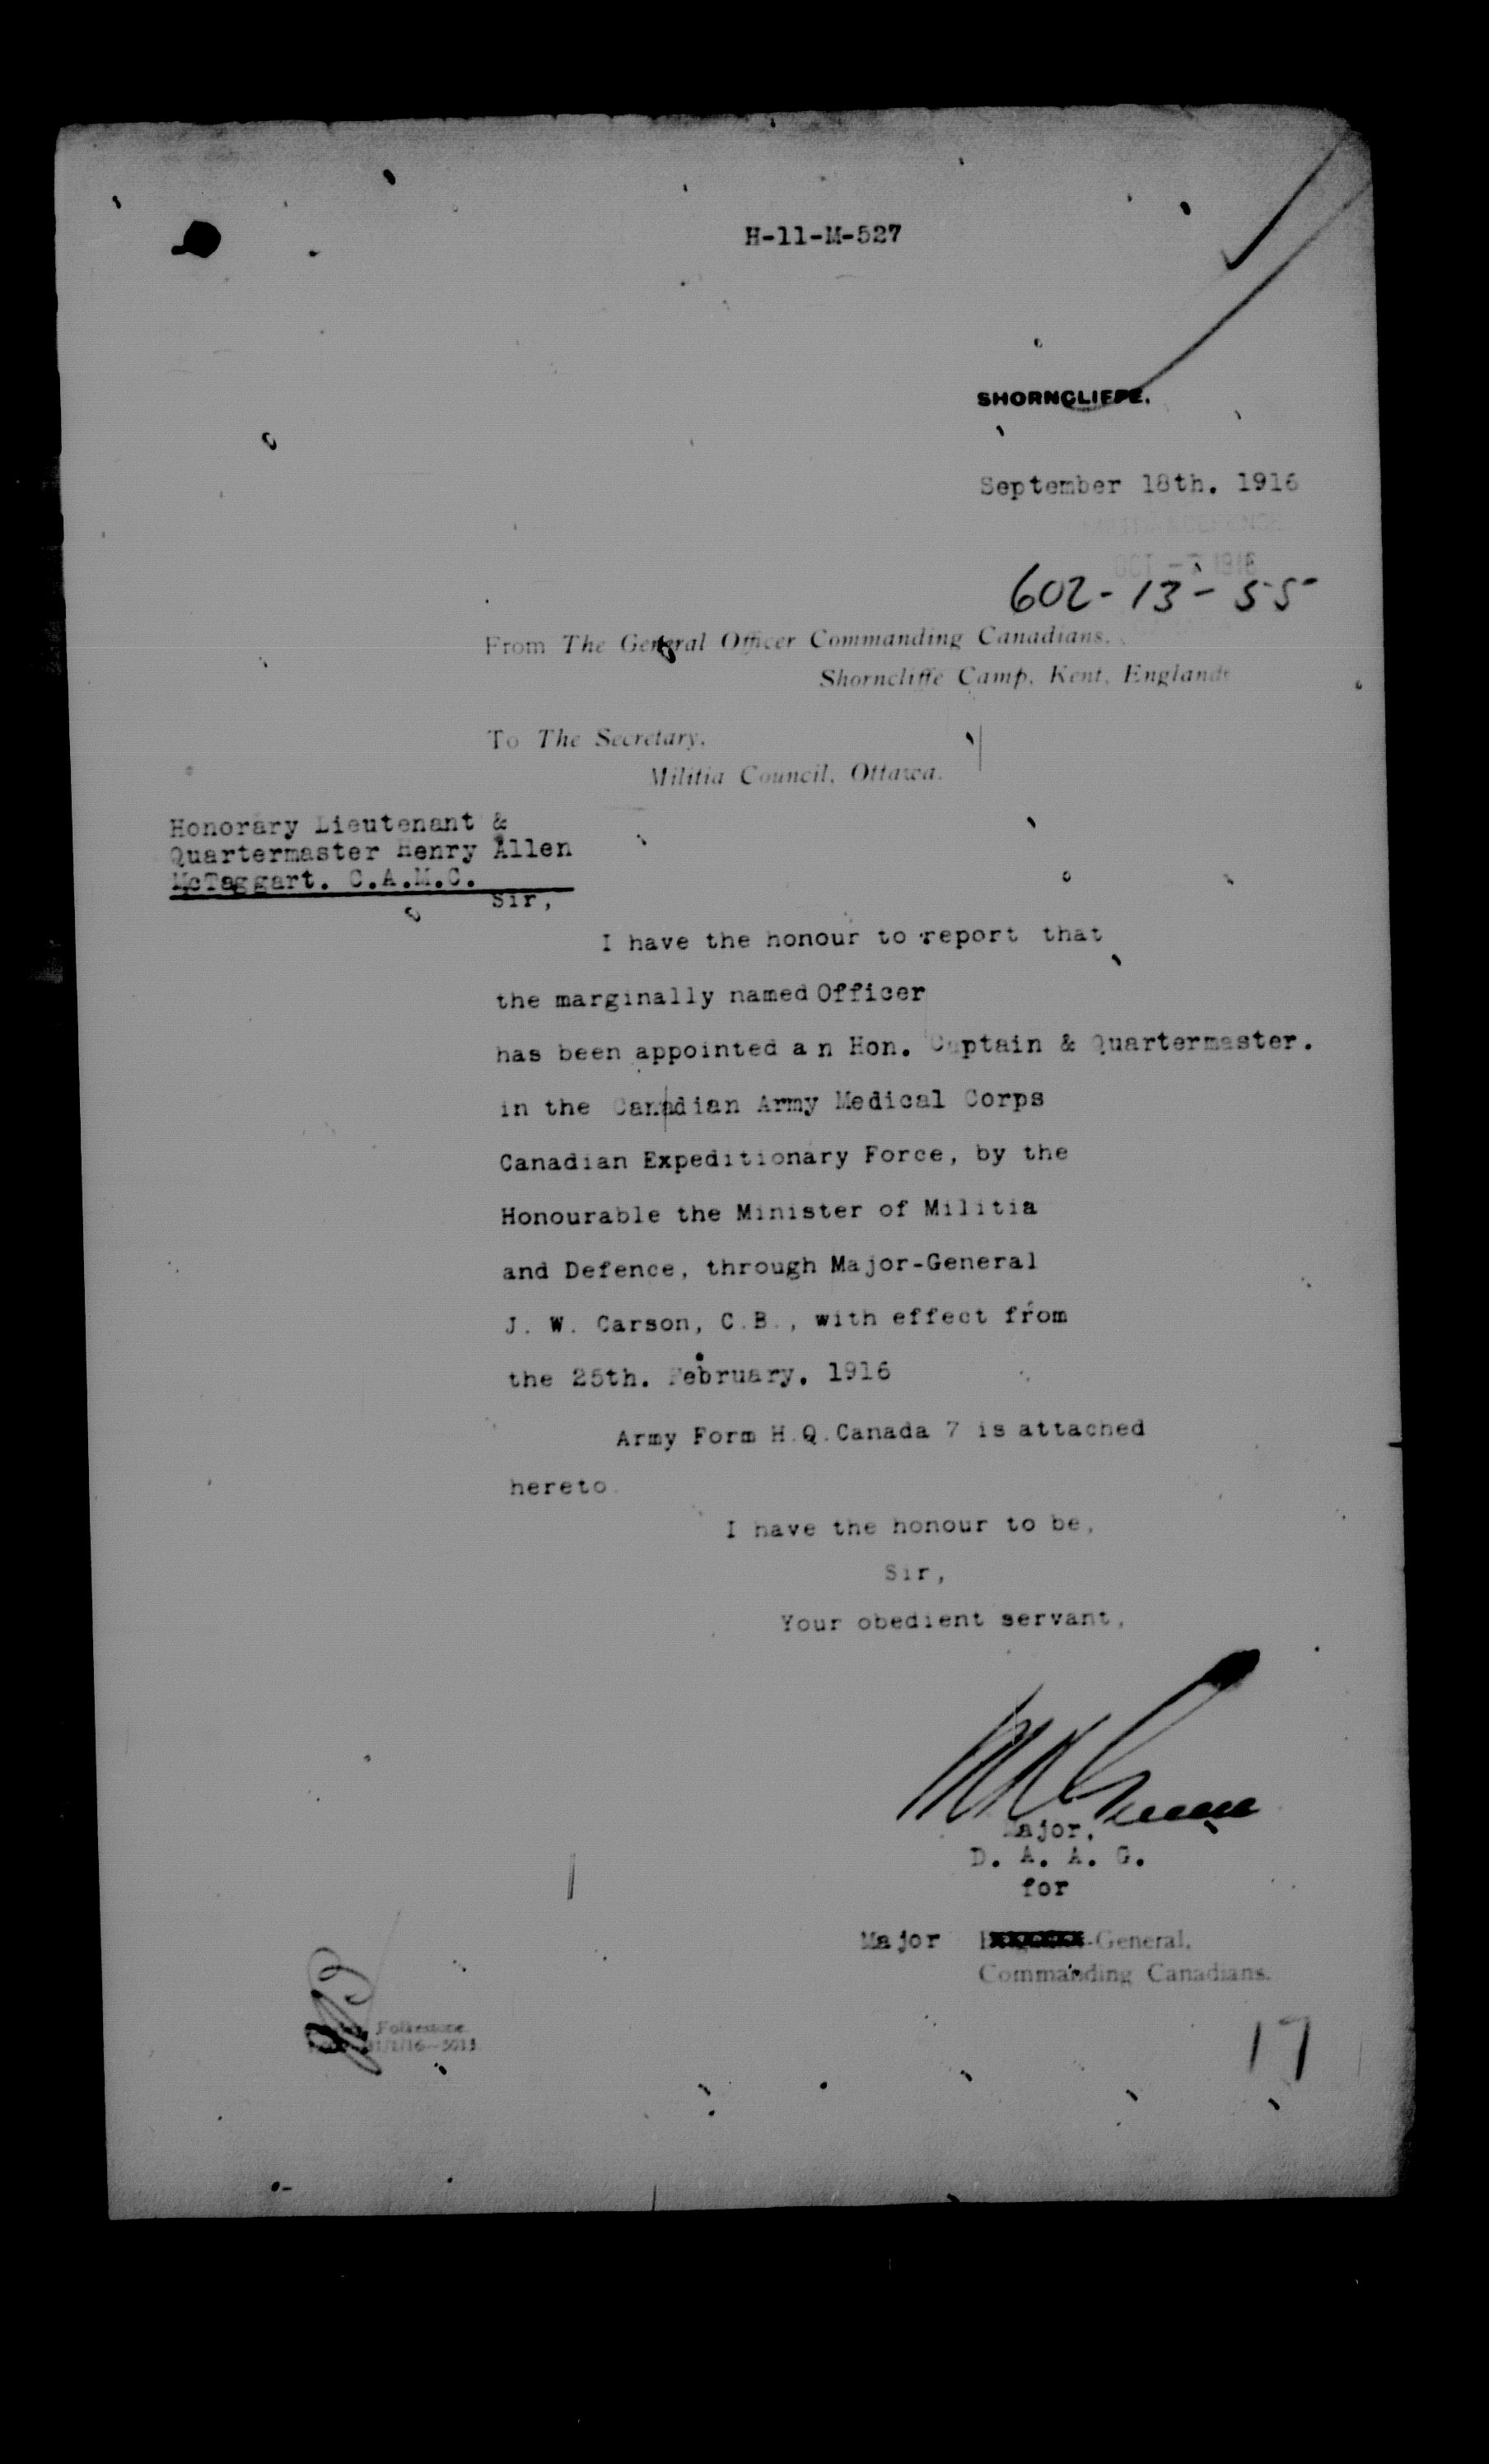 H-11-M-527
SHORNCLIFFE.
September 18th. 1916
OCT -7 1916
602-13-55
From The General Officer Commanding Canadians,
Shorncliffe Camp, Kent, England
To The Secretary,
Militia Council, Ottawa.
Honorary Lieutenant &
Quartermaster Henry Allen
McTaggart. C.A.M.C.
Sir,
I have the honour to report that
the marginally named Officer
has been appointed an Hon. Captain & Quartermaster.
in the Canadian Army Medical Corps
Canadian Expeditionary Force, by the
Honourable the Minister of Militia
and Defence, through Major-General
J. W. Carson, C.B., with effect from
the 25th. February. 1916
Army Form H.Q.Canada 7 is attached
hereto.
I have the honour to be,
Sir,
Your obedient servant,
Major,
D. A. A. G.
for
Major -General,
Commanding Canadians.
Folkestone
17